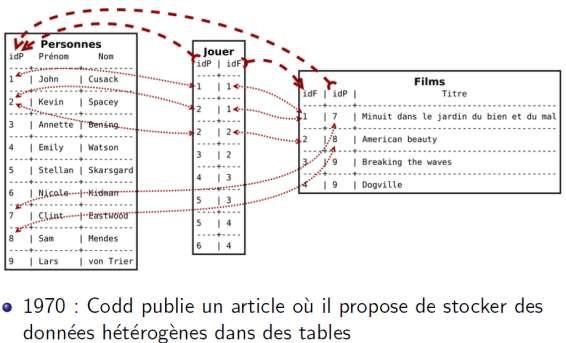 Personnes
idP Prénom Nom
1 | John | Cusack
2 | Kevin | Spacey
3 | Annette | Bening
4 | Emily | Watson
5 | Stellan | Skarsgard
6 | Nicole | Kidman
7 | Clint | Eastwood
8 | Sam | Mendes
9 | Lars | von Trier
Jouer
idP | idF
1 | 1
2 | 1
2 | 2
3 | 2
4 | 3
5 | 3
5 | 4
6 | 4
Films
idF | idP | Titre
1 | 7 | Minuit dans le jardin du bien et du mal
2 | 8 | American beauty
3 | 9 | Breaking the waves
4 | 9 | Dogville
1970 : Codd publie un article où il propose de stocker des
données hétérogènes dans des tables